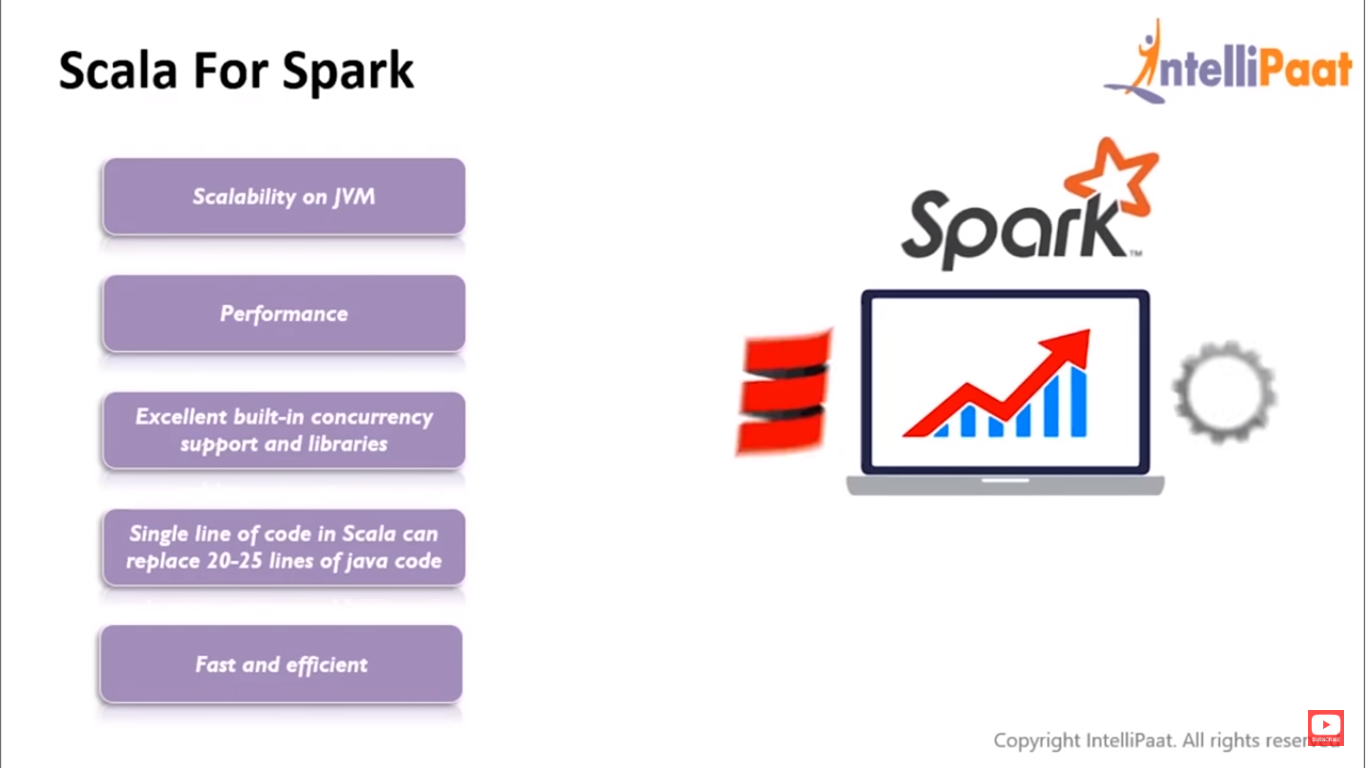 Scala For Spark
IntelliPaat
Scalability on JVM
Performance
Excellent built-in concurrency
support and libraries
Single line of code in Scala can
replace 20-25 lines of java code
Fast and efficient
Spark™
Copyright IntelliPaat. All rights reserved
SUBSCRIBE